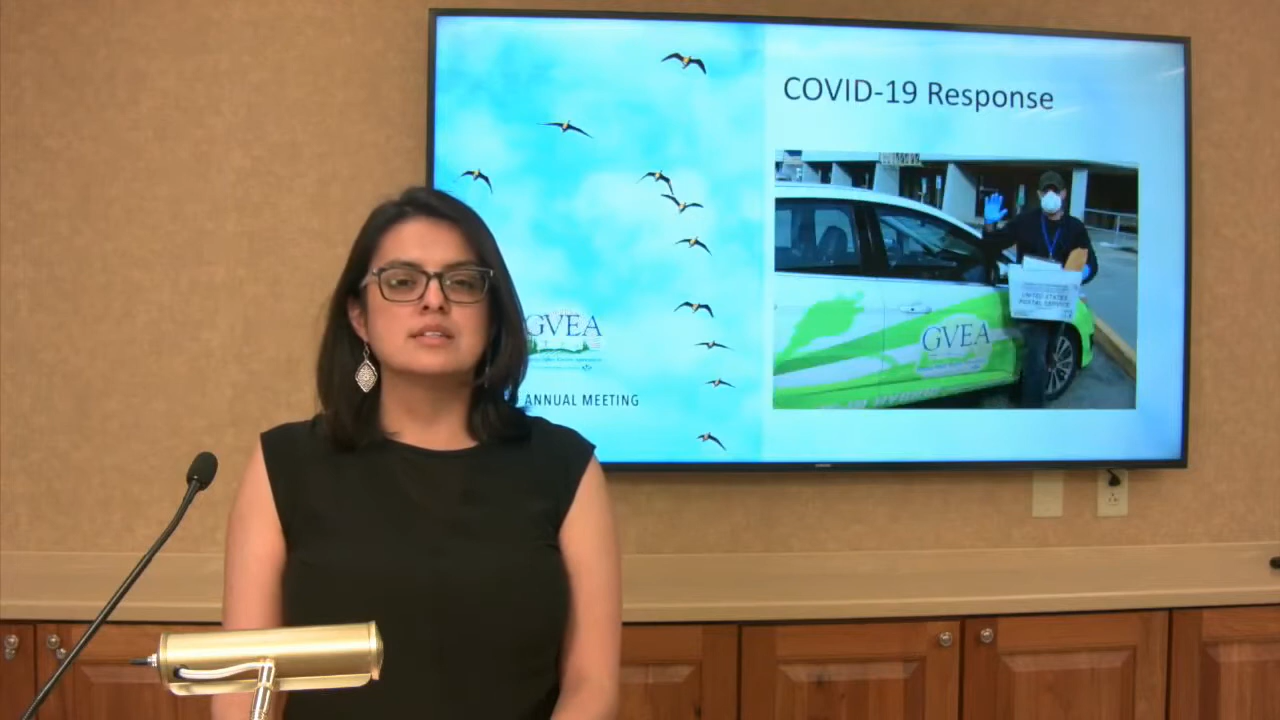 COVID-19 Response
UNITED STATES
POSTAL SERVICE
GVEA
GVEA
ANNUAL MEETING